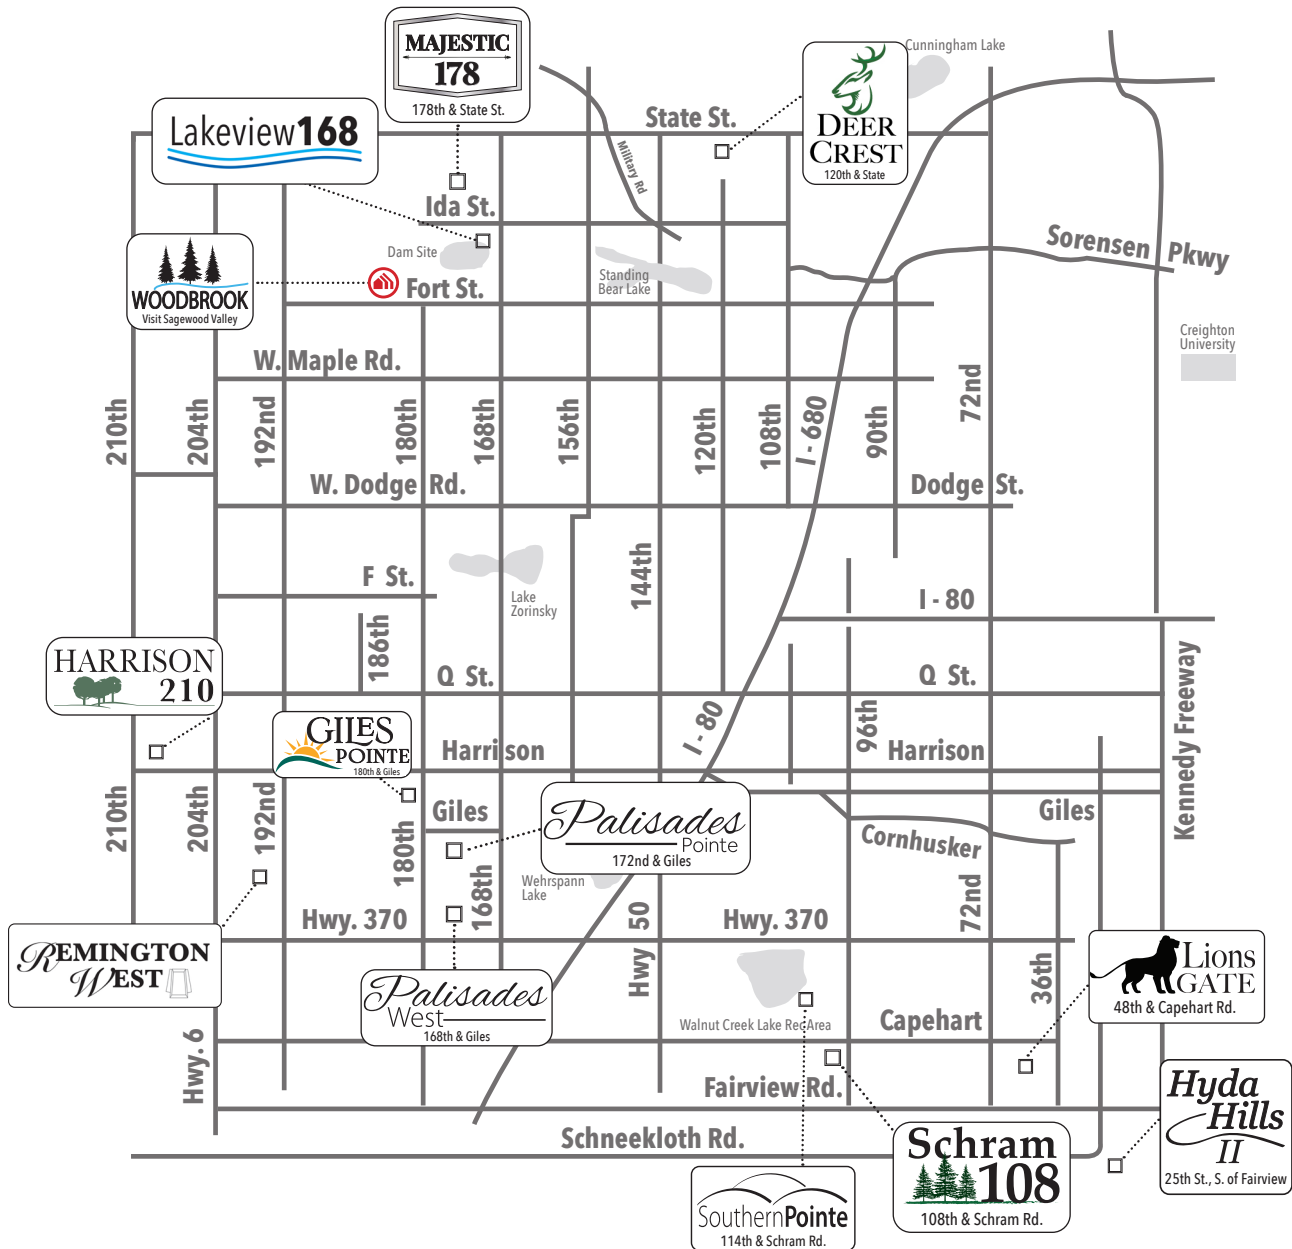 MAJESTIC
178
178th & State St.
Cunningham Lake
DEER
CREST
120th & State
Lakeview168
State St.
Military Rd
Ida St.
Dam Site
Standing
Bear Lake
Sorensen Pkwy
WOODBROOK
Visit Sagewood Valley
Fort St.
Creighton
University
W. Maple Rd.
210th
204th
192nd
180th
168th
156th
120th
108th
I - 680
90th
72nd
W. Dodge Rd.
Dodge St.
F St.
Lake
Zorinsky
144th
I - 80
186th
Q St.
Q St.
Kennedy Freeway
HARRISON
210
GILES
POINTE
180th & Giles
Harrison
I - 80
96th
Harrison
210th
204th
192nd
180th
Giles
168th
Palisades
Pointe
172nd & Giles
Giles
Cornhusker
Wehrspann
Lake
Hwy. 370
Hwy 50
Hwy. 370
72nd
36th
REMINGTON
WEST
Palisades
West
168th & Giles
Lions
GATE
48th & Capehart Rd.
Walnut Creek Lake Rec Area
Capehart
Hwy. 6
Fairview Rd.
Hyda
Hills
II
25th St., S. of Fairview
Schneekloth Rd.
Schram
108
108th & Schram Rd.
SouthernPointe
114th & Schram Rd.